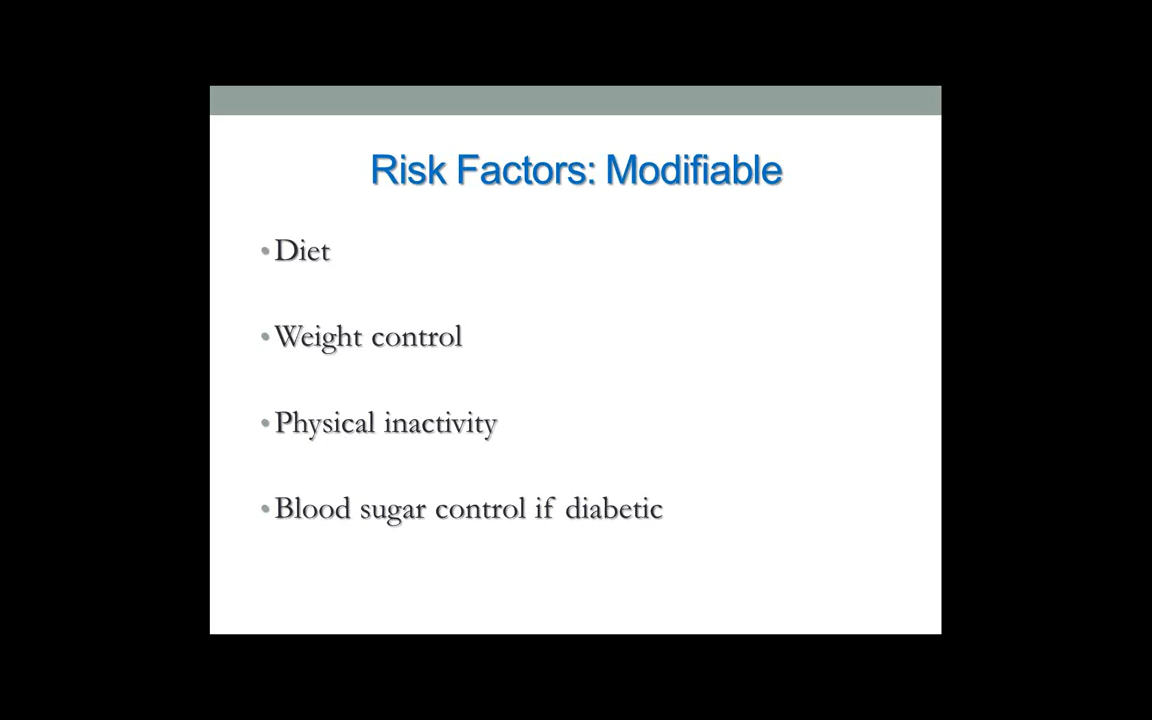 Risk Factors: Modifiable
•Diet
•Weight control
•Physical inactivity
•Blood sugar control if diabetic